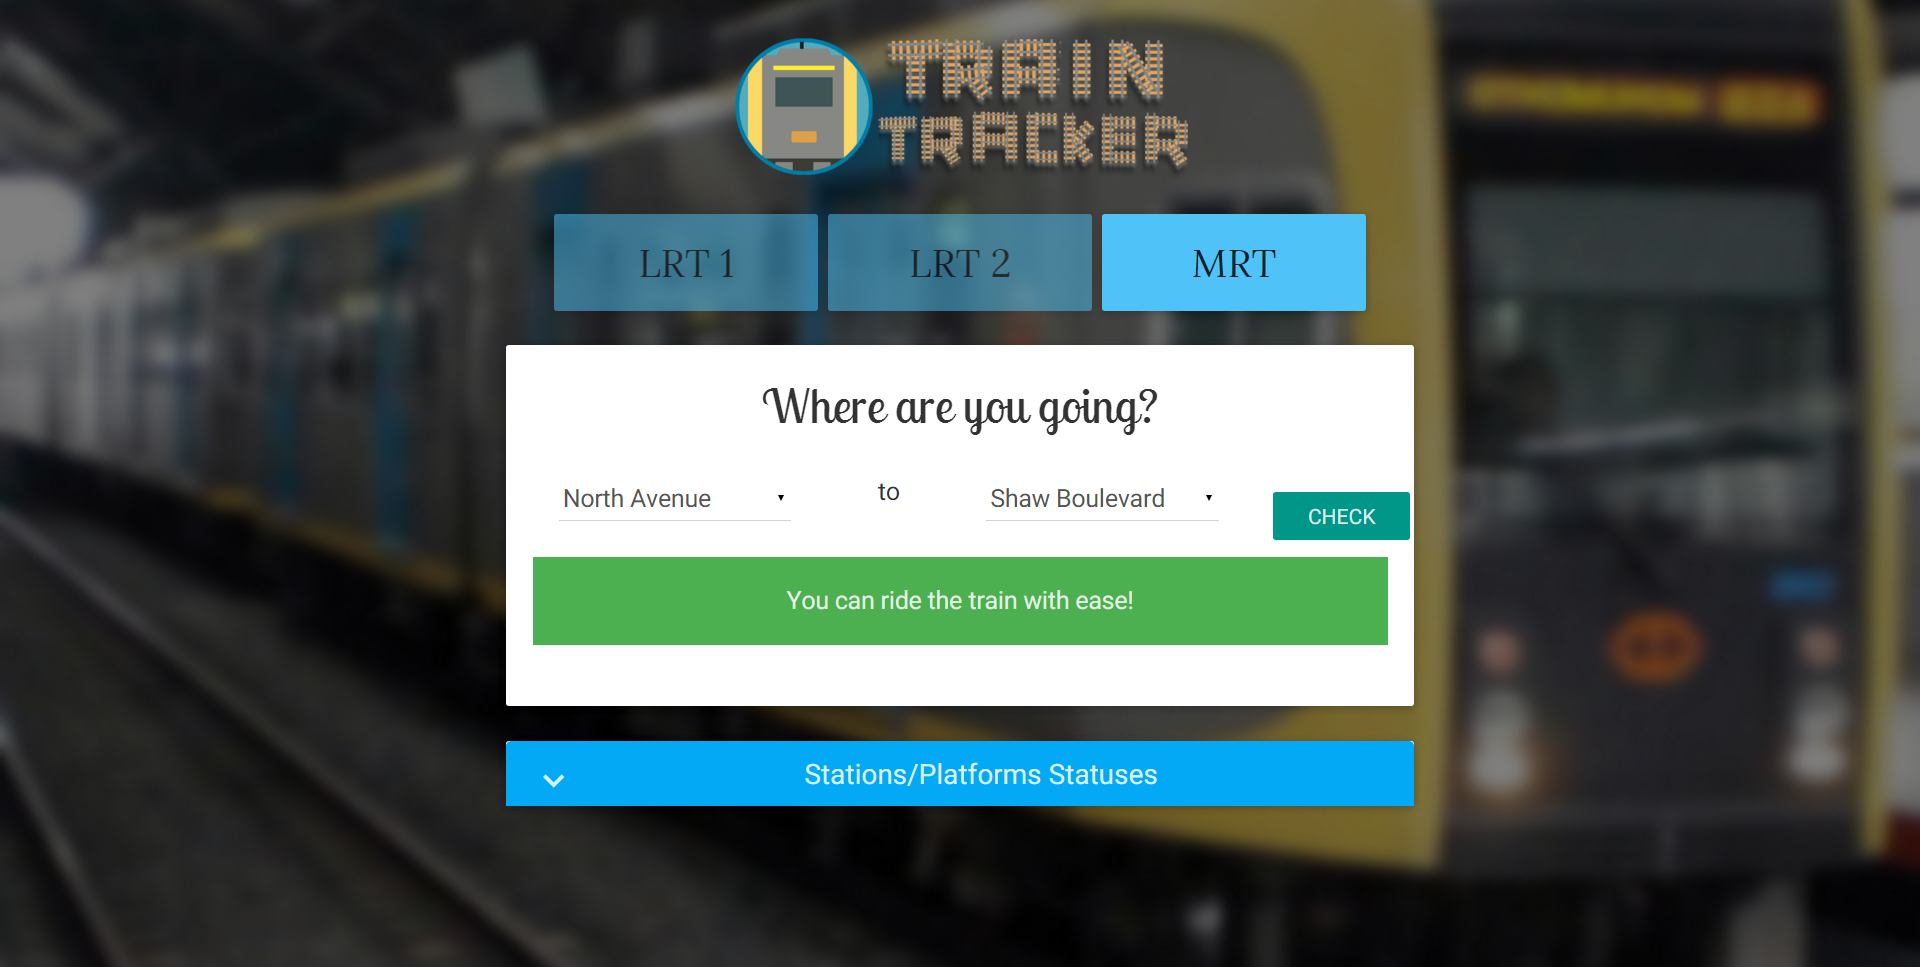 TRAIN
TRACKER
LRT 1
LRT 2
MRT
Where are you going?
North Avenue
to
Shaw Boulevard
CHECK
You can ride the train with ease!
Stations/Platforms Statuses